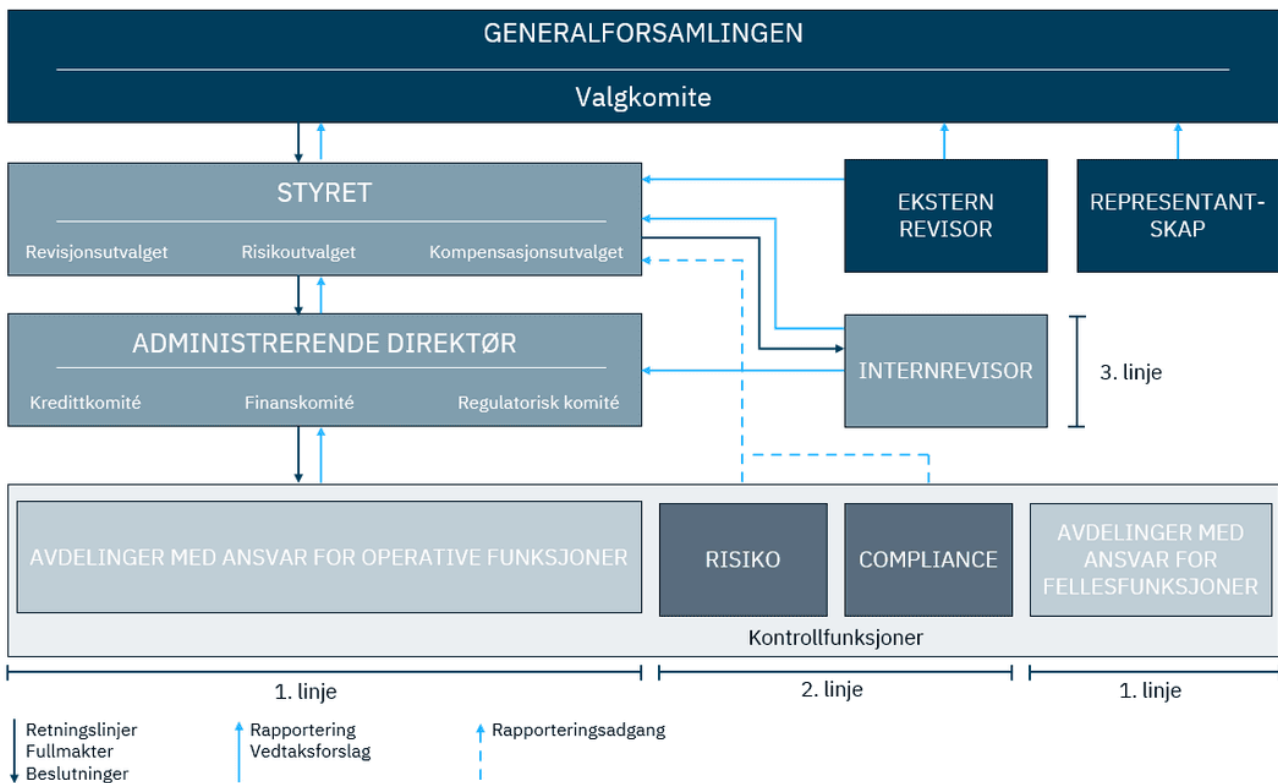 GENERALFORSAMLINGEN
Valgkomite
STYRET
Revisjonsutvalget
Risikoutvalget
Kompensasjonsutvalget
EKSTERN
REVISOR
REPRESENTANT-
SKAP
ADMINISTRERENDE DIREKTØR
Kredittkomité
Finanskomité
Regulatorisk komité
INTERNREVISOR
3. linje
AVDELINGER MED ANSVAR FOR OPERATIVE FUNKSJONER
RISIKO
COMPLIANCE
AVDELINGER MED
ANSVAR FOR
FELLESFUNKSJONER
Kontrollfunksjoner
1. linje
2. linje
1. linje
Retningslinjer
Fullmakter
Beslutninger
Rapportering
Vedtaksforslag
Rapporteringsadgang